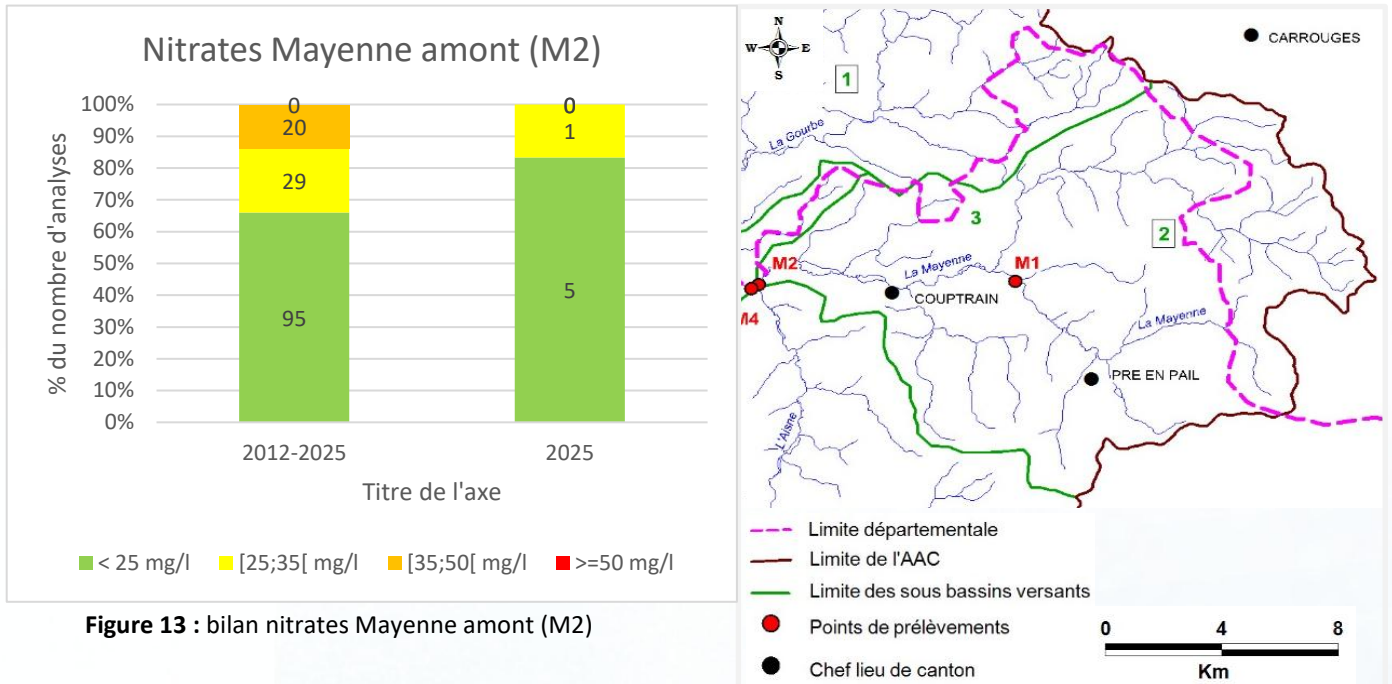 Nitrates Mayenne amont (M2)
% du nombre d'analyses
100%
90%
80%
70%
60%
50%
40%
30%
20%
10%
0%
0
20
29
95
0
1
5
2012-2025
2025
Titre de l'axe
< 25 mg/l [25;35[ mg/l [35;50[ mg/l >=50 mg/l
Figure 13 : bilan nitrates Mayenne amont (M2)
N
W E
S
CARROUGES
1
La Gourbe
3
2
M2
La Mayenne
M1
COUPTRAIN
M4
La Mayenne
PRE EN PAIL
L'Aisne
Limite départementale
Limite de l'AAC
Limite des sous bassins versants
Points de prélèvements
Chef lieu de canton
0 4 8
Km